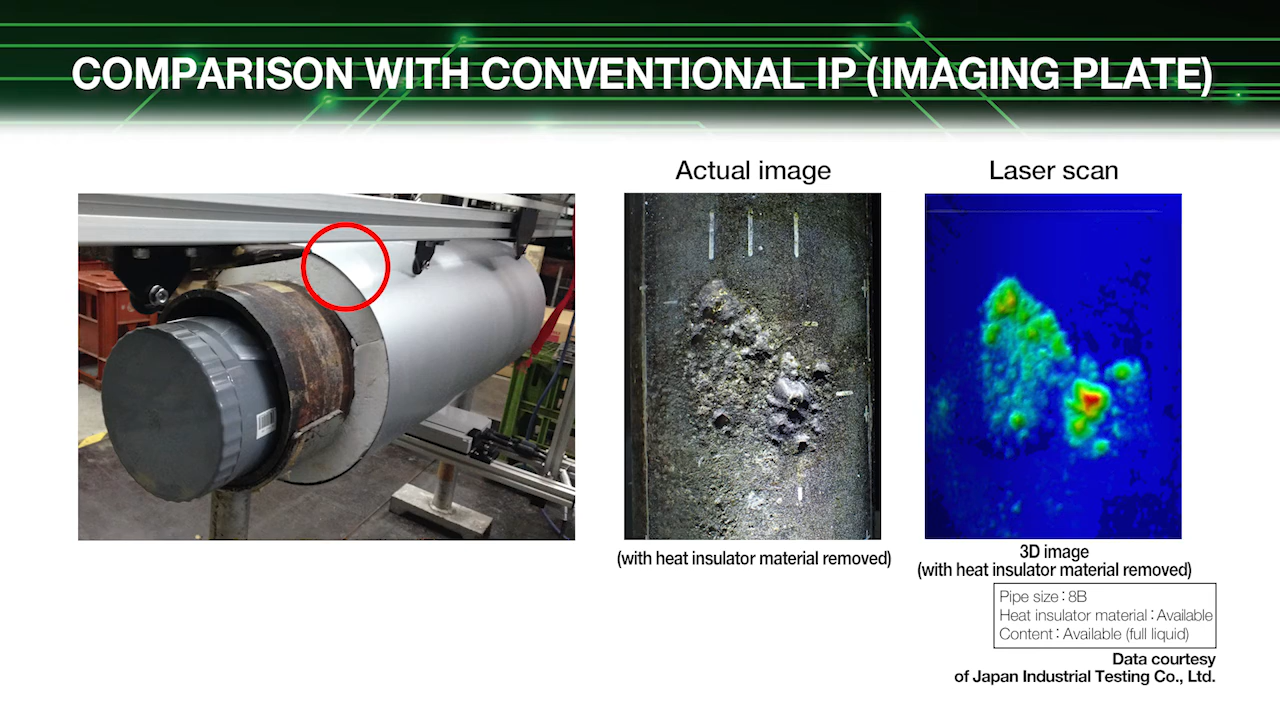 COMPARISON WITH CONVENTIONAL IP (IMAGING PLATE)
Actual image
Laser scan
(with heat insulator material removed)
3D image
(with heat insulator material removed)
Pipe size : 8B
Heat insulator material : Available
Content : Available (full liquid)
Data courtesy
of Japan Industrial Testing Co., Ltd.